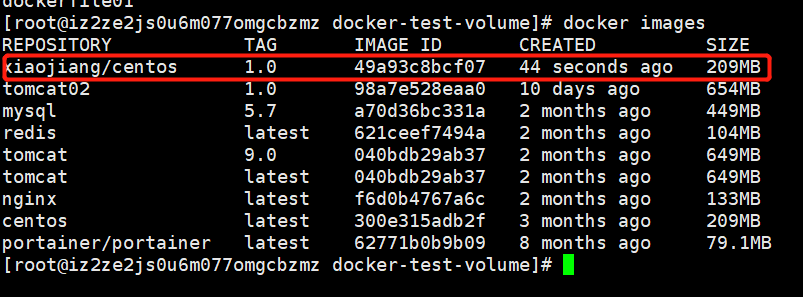 dockerfile01
[root@iz2ze2js0u6m077omgcbzmz docker-test-volume]# docker images
REPOSITORY TAG IMAGE ID CREATED SIZE
xiaojiang/centos 1.0 49a93c8bcf07 44 seconds ago 209MB
tomcat02 1.0 98a7e528eaa0 10 days ago 654MB
mysql 5.7 a70d36bc331a 2 months ago 449MB
redis latest 621ceef7494a 2 months ago 104MB
tomcat 9.0 040bdb29ab37 2 months ago 649MB
tomcat latest 040bdb29ab37 2 months ago 649MB
nginx latest f6d0b4767a6c 2 months ago 133MB
centos latest 300e315adb2f 3 months ago 209MB
portainer/portainer latest 62771b0b9b09 8 months ago 79.1MB
[root@iz2ze2js0u6m077omgcbzmz docker-test-volume]#